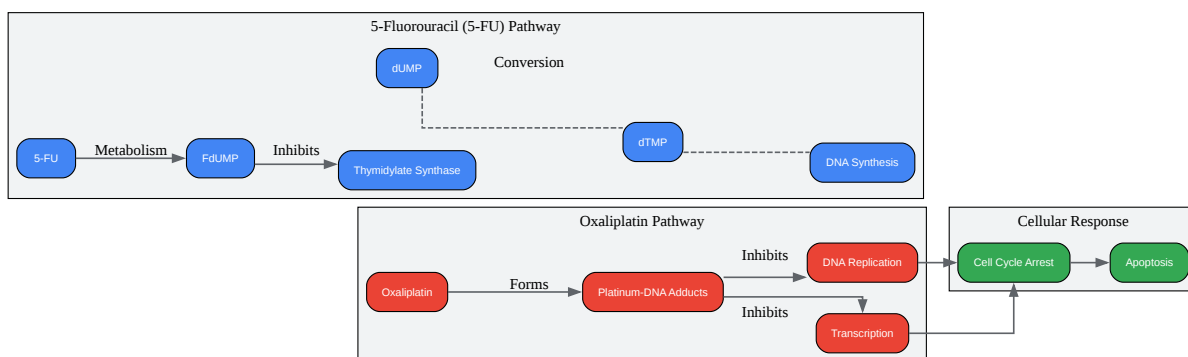 5-Fluorouracil (5-FU) Pathway
dUMP
Conversion
dTMP
5-FU
Metabolism
FdUMP
Inhibits
Thymidylate Synthase
DNA Synthesis
Oxaliplatin Pathway
Oxaliplatin
Forms
Platinum-DNA Adducts
Inhibits
DNA Replication
Inhibits
Transcription
Cellular Response
Cell Cycle Arrest
Apoptosis